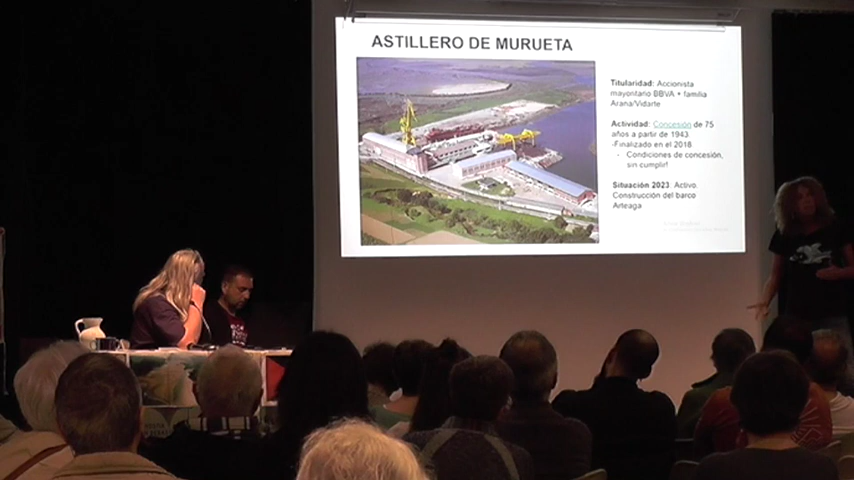 ASTILLERO DE MURUETA
Titularidad: Accionista
mayoritario BBVA + familia
Arana/Vidarte
Actividad: Concesión de 75
años a partir de 1943
-Finalizado en el 2018
- Condiciones de concesión,
sin cumplir!
Situación 2023. Activo.
Construcción del barco
Arteaga